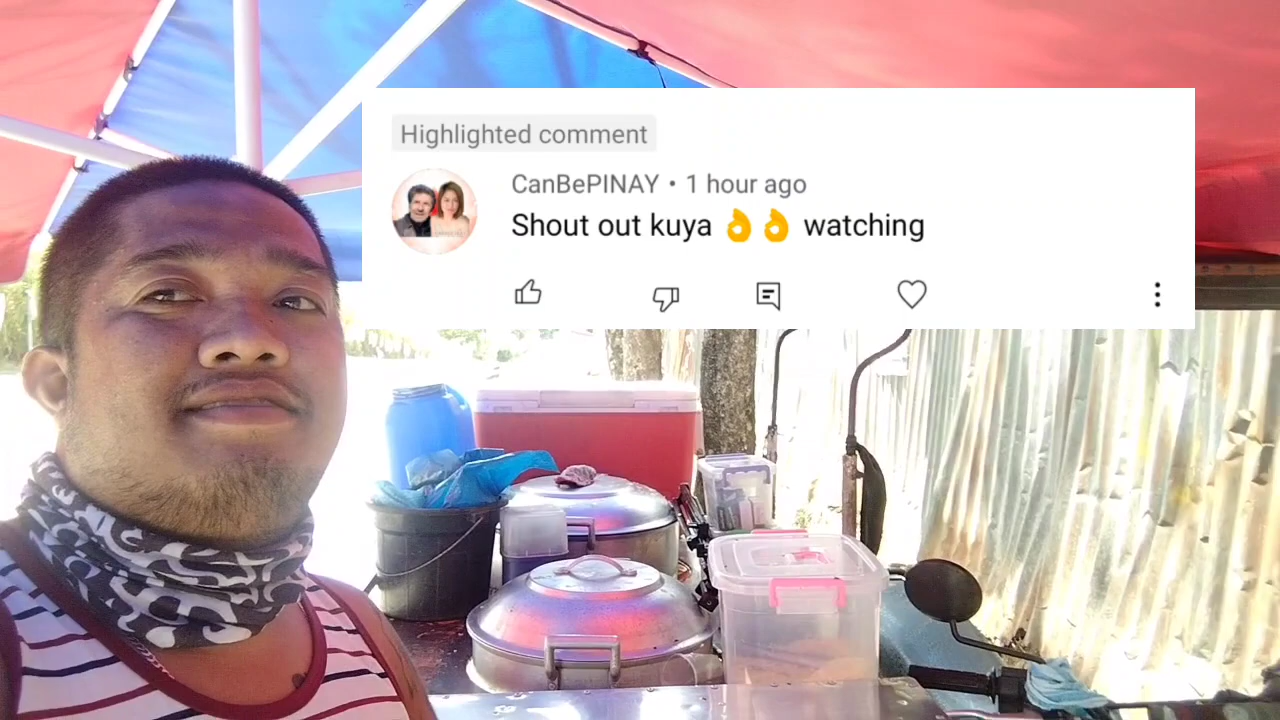 Highlighted comment
CanBePINAY • 1 hour ago
Shout out kuya 👌👌 watching